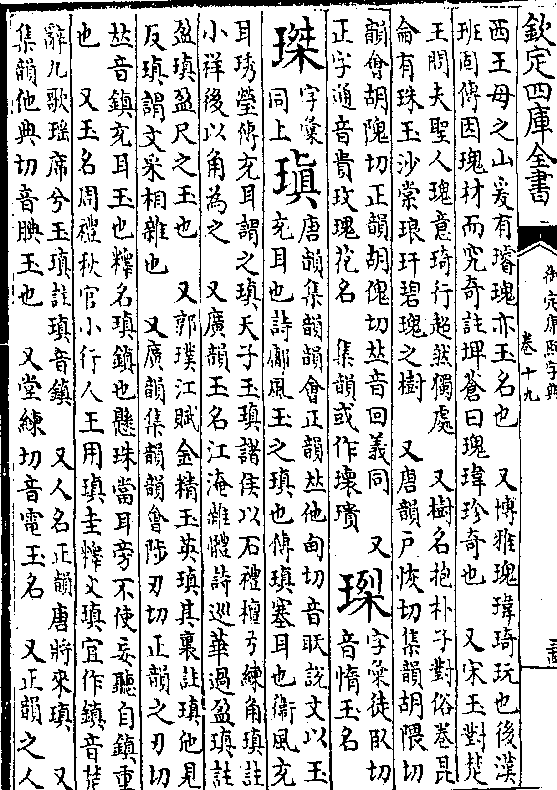 欽定四庫全書
御定康熙字典
卷十九
西王母之山爰有璿瑰亦玉名也　又博雅瑰瑋琦玩也後漢
班固傳因瑰材而究奇註埤蒼曰瑰瑋珍奇也　又宋玉對楚
王問夫聖人瑰意琦行超然獨處　又樹名抱朴子對俗卷昆
侖有珠玉沙棠琅玕碧瑰之樹　又唐韻戶恢切集韻胡隈切
韻會胡隗切正韻胡傀切𠀤音回義同　又
正字通音貴玫瑰花名　集韻或作瓌璝
字彙徒臥切
音惰玉名
字彙
同上
瑱
唐韻集韻韻會正韻𠀤他甸切音瑱說文以玉
充耳也詩鄘風玉之瑱也傳瑱塞耳也衛風充
耳琇瑩傳充耳謂之瑱天子玉瑱諸侯以石禮檀弓練角瑱註
小祥後以角為之　又廣韻玉名江淹雜體詩巡華過盈瑱註
盈瑱盈尺之玉也　又郭璞江賦金精玉英瑱其裏註瑱他見
反瑱謂文采相雜也　又廣韻集韻韻會陟刃切正韻之刃切
𠀤音鎮充耳玉也釋名瑱鎮也懸珠當耳旁不使妄聽自鎮重
也　又玉名周禮秋官小行人王用瑱圭釋文瑱宜作鎮音楚
辭九歌瑤席兮玉瑱註瑱音鎮　又人名正韻唐將來瑱　又
集韻他典切音腆玉也　又堂練切音電玉名　又正韻之人